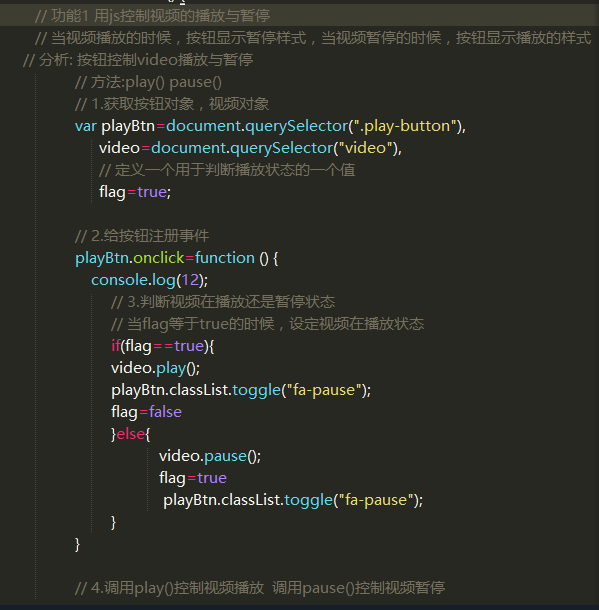 // 功能1 用js控制视频的播放与暂停
// 当视频播放的时候，按钮显示暂停样式，当视频暂停的时候，按钮显示播放的样式
// 分析: 按钮控制video播放与暂停
// 方法:play() pause()
// 1.获取按钮对象，视频对象
var playBtn=document.querySelector(".play-button"),
video=document.querySelector("video"),
// 定义一个用于判断播放状态的一个值
flag=true;
// 2.给按钮注册事件
playBtn.onclick=function () {
console.log(12);
// 3.判断视频在播放还是暂停状态
// 当flag等于true的时候，设定视频在播放状态
if(flag==true){
video.play();
playBtn.classList.toggle("fa-pause");
flag=false
}else{
video.pause();
flag=true
playBtn.classList.toggle("fa-pause");
}
}
// 4.调用play()控制视频播放 调用pause()控制视频暂停